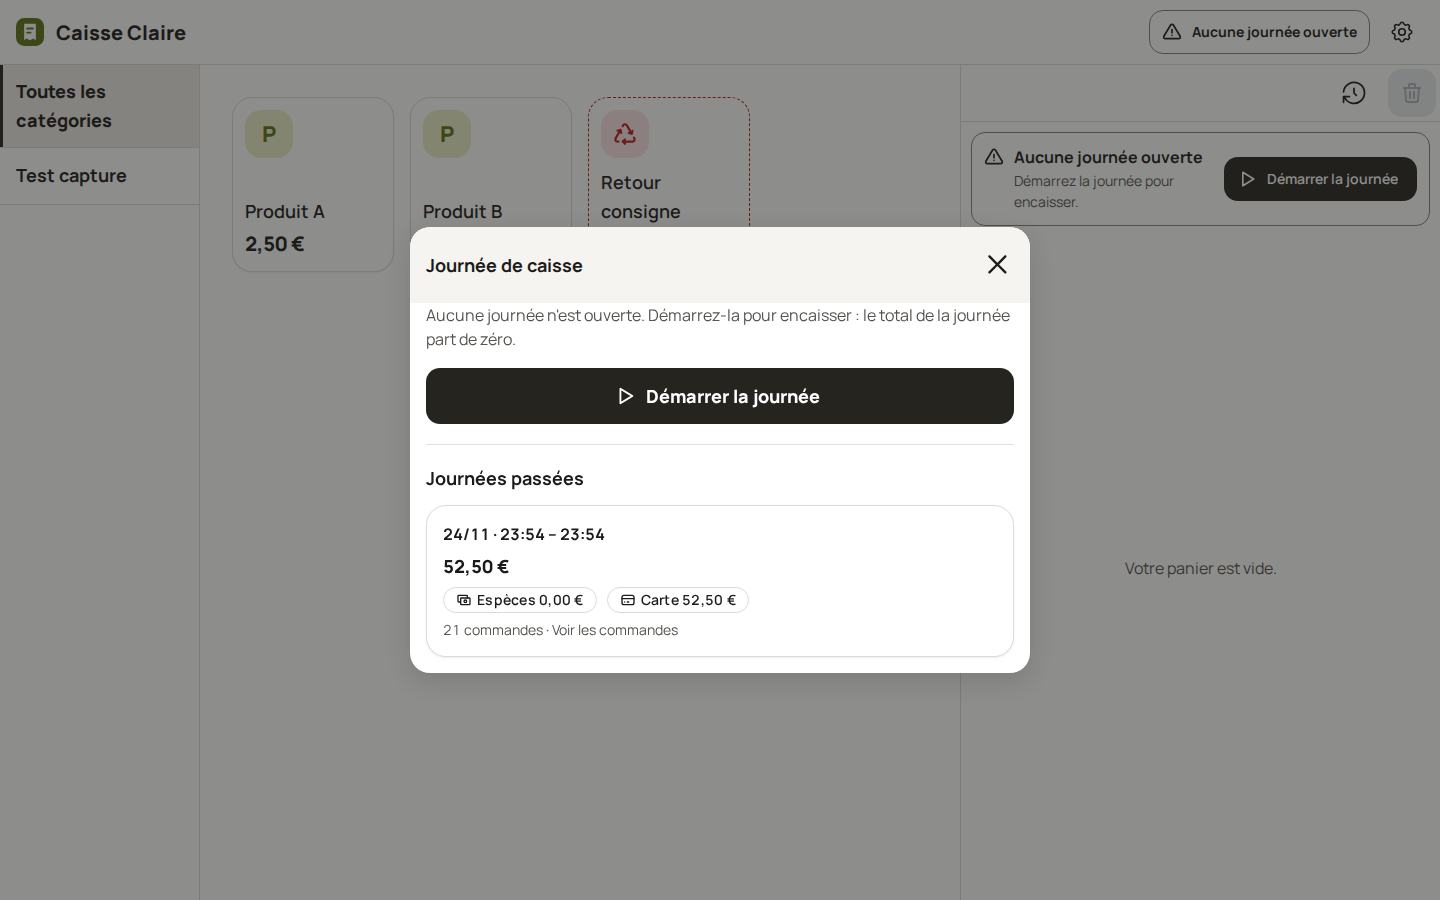 Caisse Claire
Aucune journée ouverte
Toutes les
catégories
Test capture
P
Produit A
2,50 €
P
Produit B
Retour
consigne
Aucune journée ouverte
Démarrez la journée pour
encaisser.
Démarrer la journée
Votre panier est vide.
Journée de caisse
Aucune journée n'est ouverte. Démarrez-la pour encaisser : le total de la journée
part de zéro.
Démarrer la journée
Journées passées
24/11 · 23:54 – 23:54
52,50 €
Espèces 0,00 €
Carte 52,50 €
21 commandes · Voir les commandes